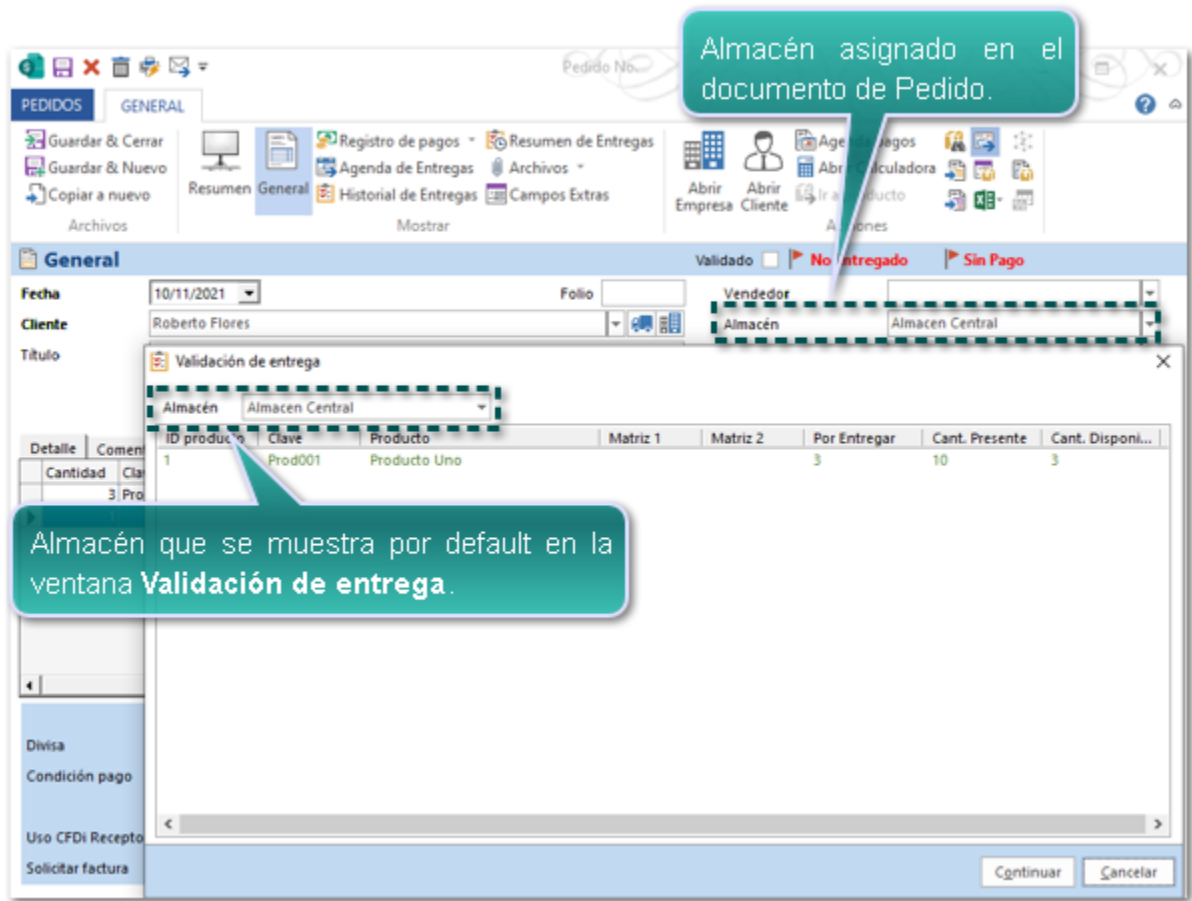 Almacén asignado en el
documento de Pedido.
Pedido No.
PEDIDOS GENERAL
Guardar & Cerrar
Guardar & Nuevo
Copiar a nuevo
Archivos
Resumen General
Registro de pagos
Agenda de Entregas
Historial de Entregas
Resumen de Entregas
Archivos
Campos Extras
Mostrar
Abrir Empresa
Abrir Cliente
General
Validado No Entregado Sin Pago
Fecha 10/11/2021 Folio Vendedor
Cliente Roberto Flores Almacén Almacen Central
Título
Validación de entrega
Almacén Almacen Central
Detalle
ID producto Clave Producto Matriz 1 Matriz 2 Por Entregar Cant. Presente Cant. Disponi...
Cantidad
1 Prod001 Producto Uno 3 10 3
3 Pro
Almacén que se muestra por default en la
ventana Validación de entrega.
Divisa
Condición pago
Uso CFDi Recepto
Solicitar factura
Continuar Cancelar